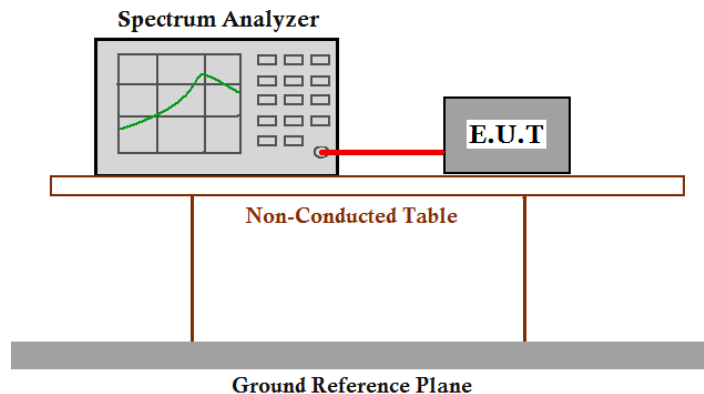 Spectrum Analyzer
E.U.T
Non-Conducted Table
Ground Reference Plane